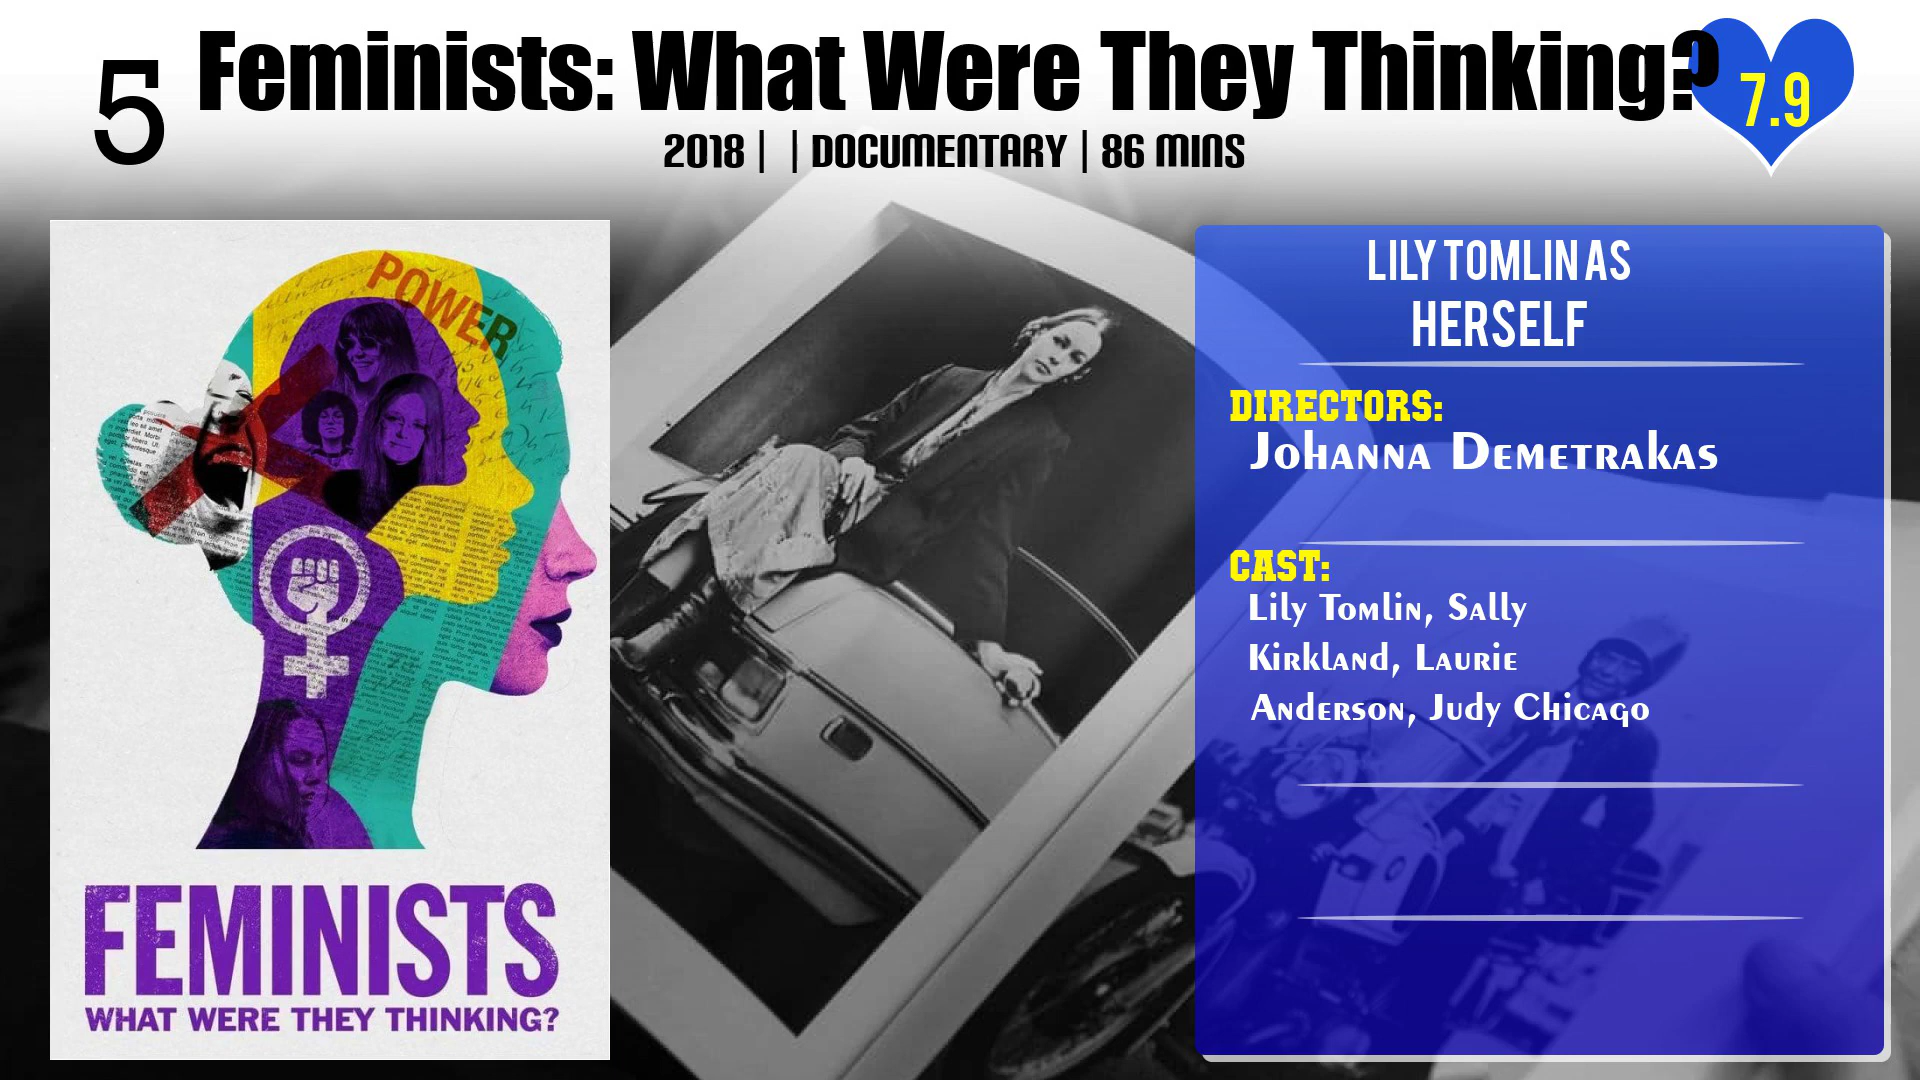 5
Feminists: What Were They Thinking?
7.9
2018 | | DOCUMENTARY | 86 MINS
POWER
FEMINISTS
WHAT WERE THEY THINKING?
LILY TOMLIN AS
HERSELF
DIRECTORS:
Johanna Demetrakas
CAST:
Lily Tomlin, Sally
Kirkland, Laurie
Anderson, Judy Chicago